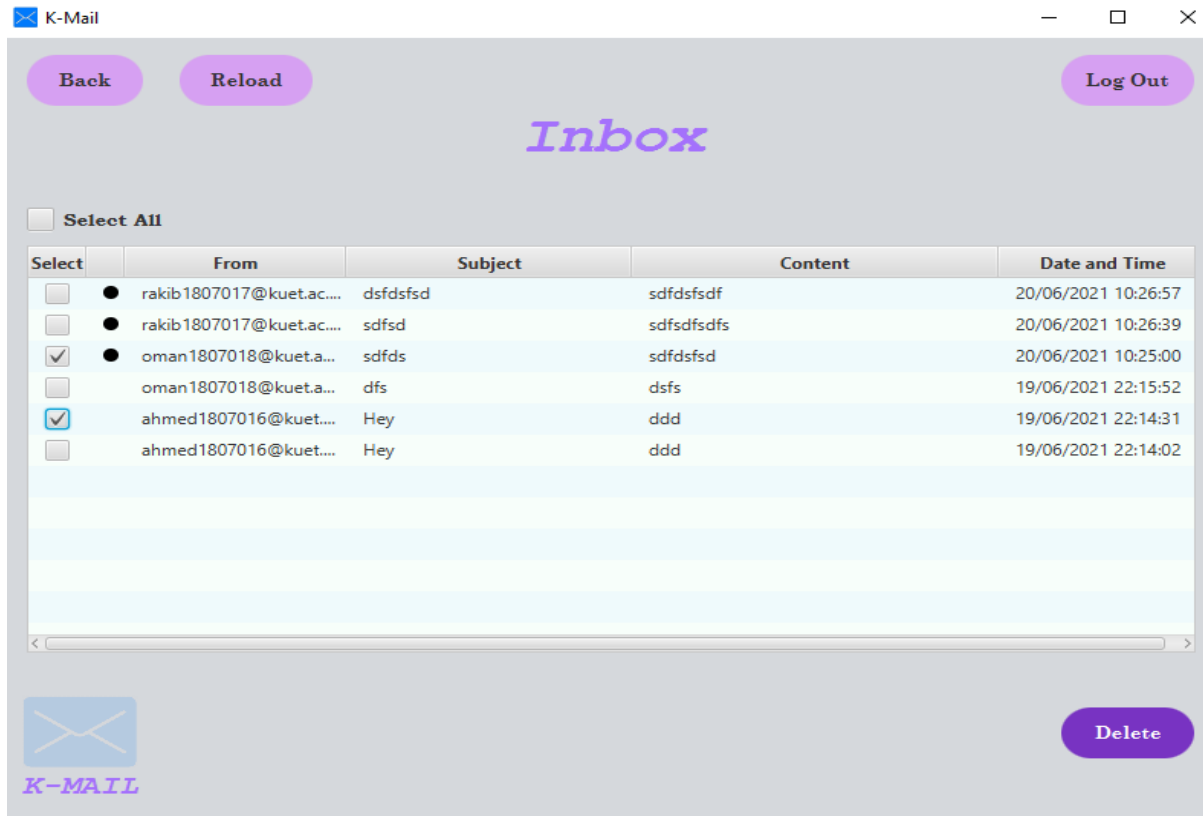 K-Mail
Back Reload Log Out
Inbox
Select All
Select From Subject Content Date and Time
rakib1807017@kuet.ac.... dsfdsfsd sdfdsfsdf 20/06/2021 10:26:57
rakib1807017@kuet.ac.... sdfsd sdfsdfsdfs 20/06/2021 10:26:39
oman1807018@kuet.a... sdfds sdfdsfsd 20/06/2021 10:25:00
oman1807018@kuet.a... dfs dsfs 19/06/2021 22:15:52
ahmed1807016@kuet.... Hey ddd 19/06/2021 22:14:31
ahmed1807016@kuet.... Hey ddd 19/06/2021 22:14:02
Delete
K-MAIL